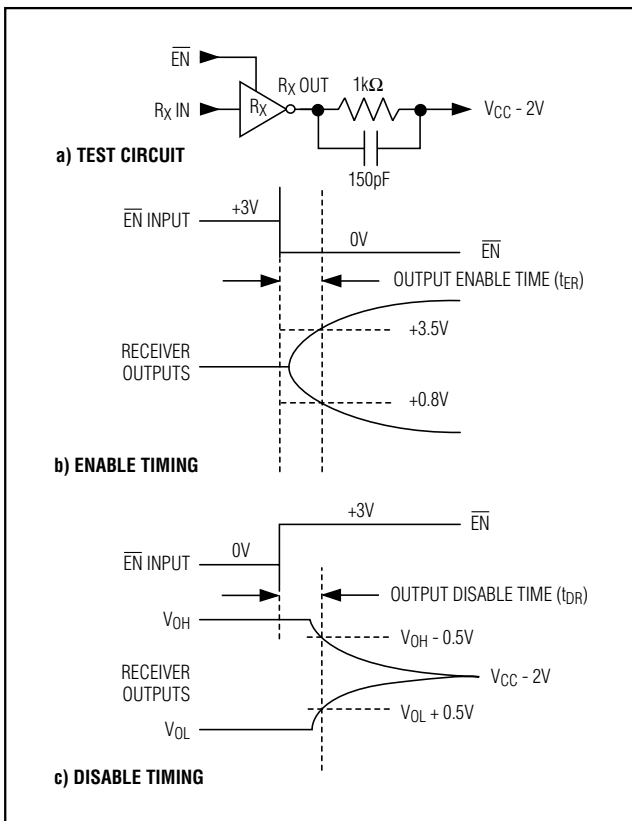 EN
RX OUT
1kΩ
RX IN
RX
VCC - 2V
150pF
a) TEST CIRCUIT
+3V
EN INPUT
0V
EN
OUTPUT ENABLE TIME (tER)
+3.5V
RECEIVER
OUTPUTS
+0.8V
b) ENABLE TIMING
+3V
EN
0V
EN INPUT
OUTPUT DISABLE TIME (tDR)
VOH
VOH - 0.5V
RECEIVER
OUTPUTS
VCC - 2V
VOL + 0.5V
VOL
c) DISABLE TIMING